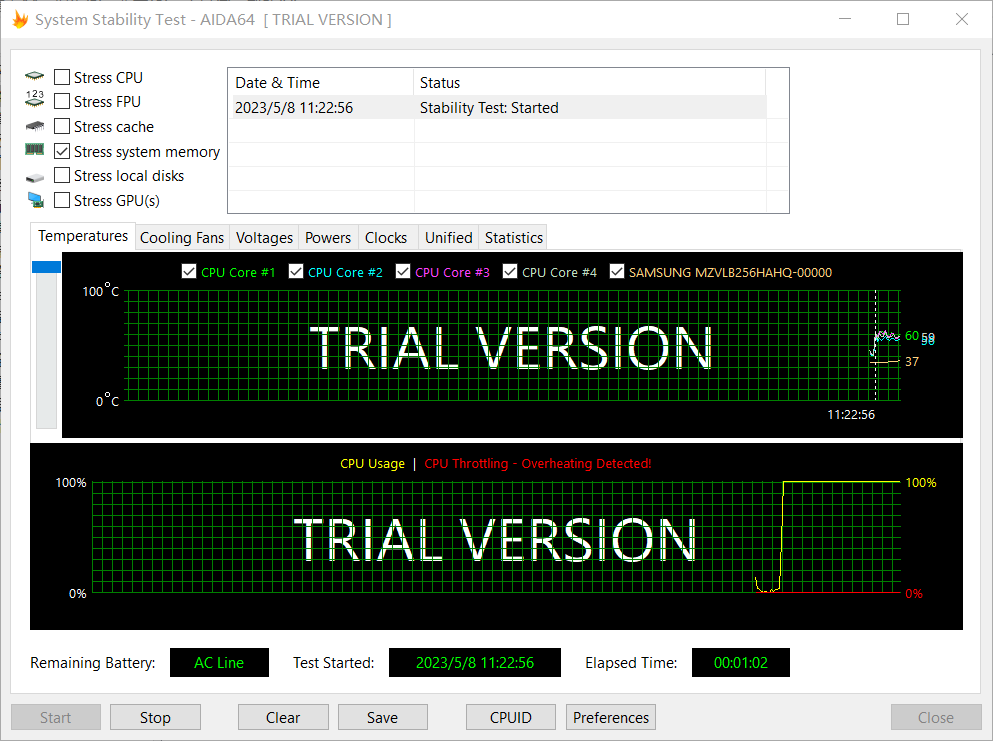 System Stability Test - AIDA64 [ TRIAL VERSION ]
Stress CPU
123
Stress FPU
Stress cache
Stress system memory
Stress local disks
Stress GPU(s)
Date & Time Status
2023/5/8 11:22:56 Stability Test: Started
Temperatures Cooling Fans Voltages Powers Clocks Unified Statistics
CPU Core #1 CPU Core #2 CPU Core #3 CPU Core #4 SAMSUNG MZVLB256HAHQ-00000
100°C
TRIAL VERSION
60
37
0°C
11:22:56
CPU Usage | CPU Throttling - Overheating Detected!
100% 100%
TRIAL VERSION
0% 0%
Remaining Battery: AC Line Test Started: 2023/5/8 11:22:56 Elapsed Time: 00:01:02
Start Stop Clear Save CPUID Preferences Close